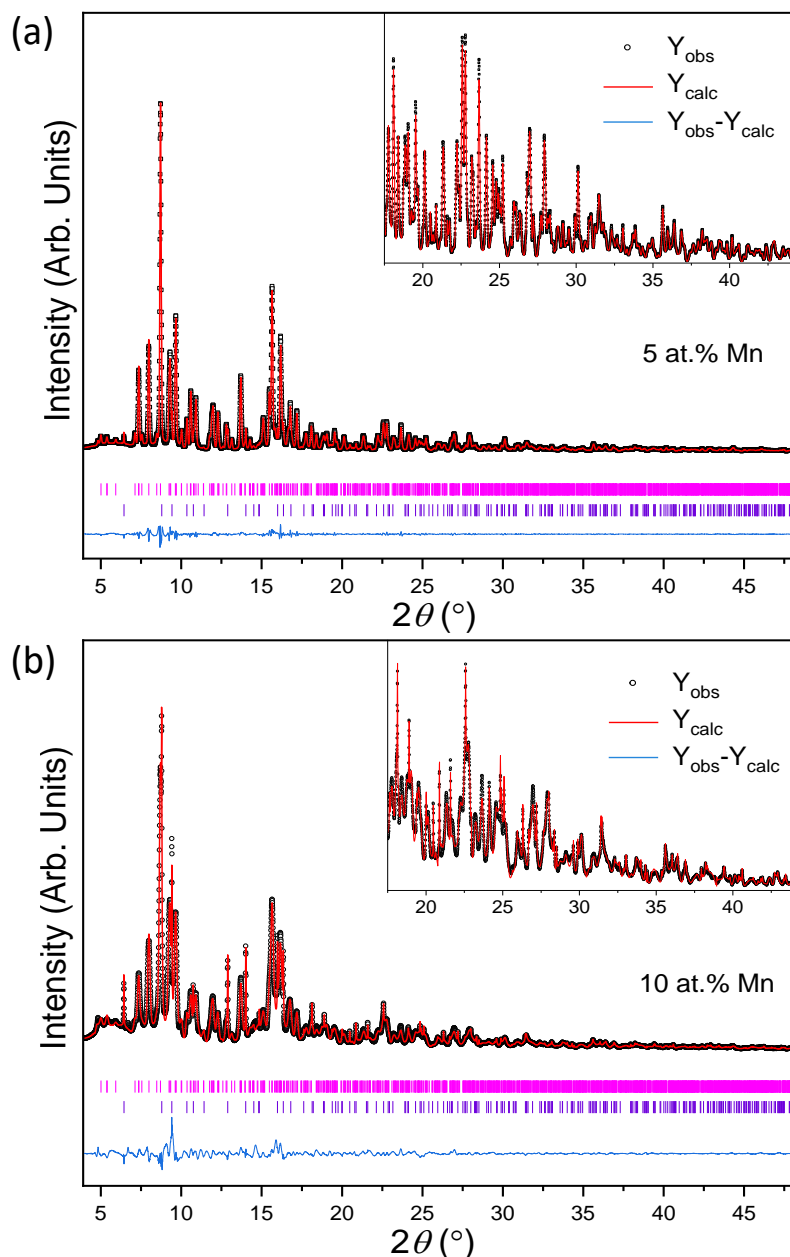 (a)
Y_obs
Y_calc
Y_obs-Y_calc
20 25 30 35 40
5 at.% Mn
Intensity (Arb. Units)
5 10 15 20 25 30 35 40 45
2θ (°)
(b)
Y_obs
Y_calc
Y_obs-Y_calc
20 25 30 35 40
10 at.% Mn
Intensity (Arb. Units)
5 10 15 20 25 30 35 40 45
2θ (°)